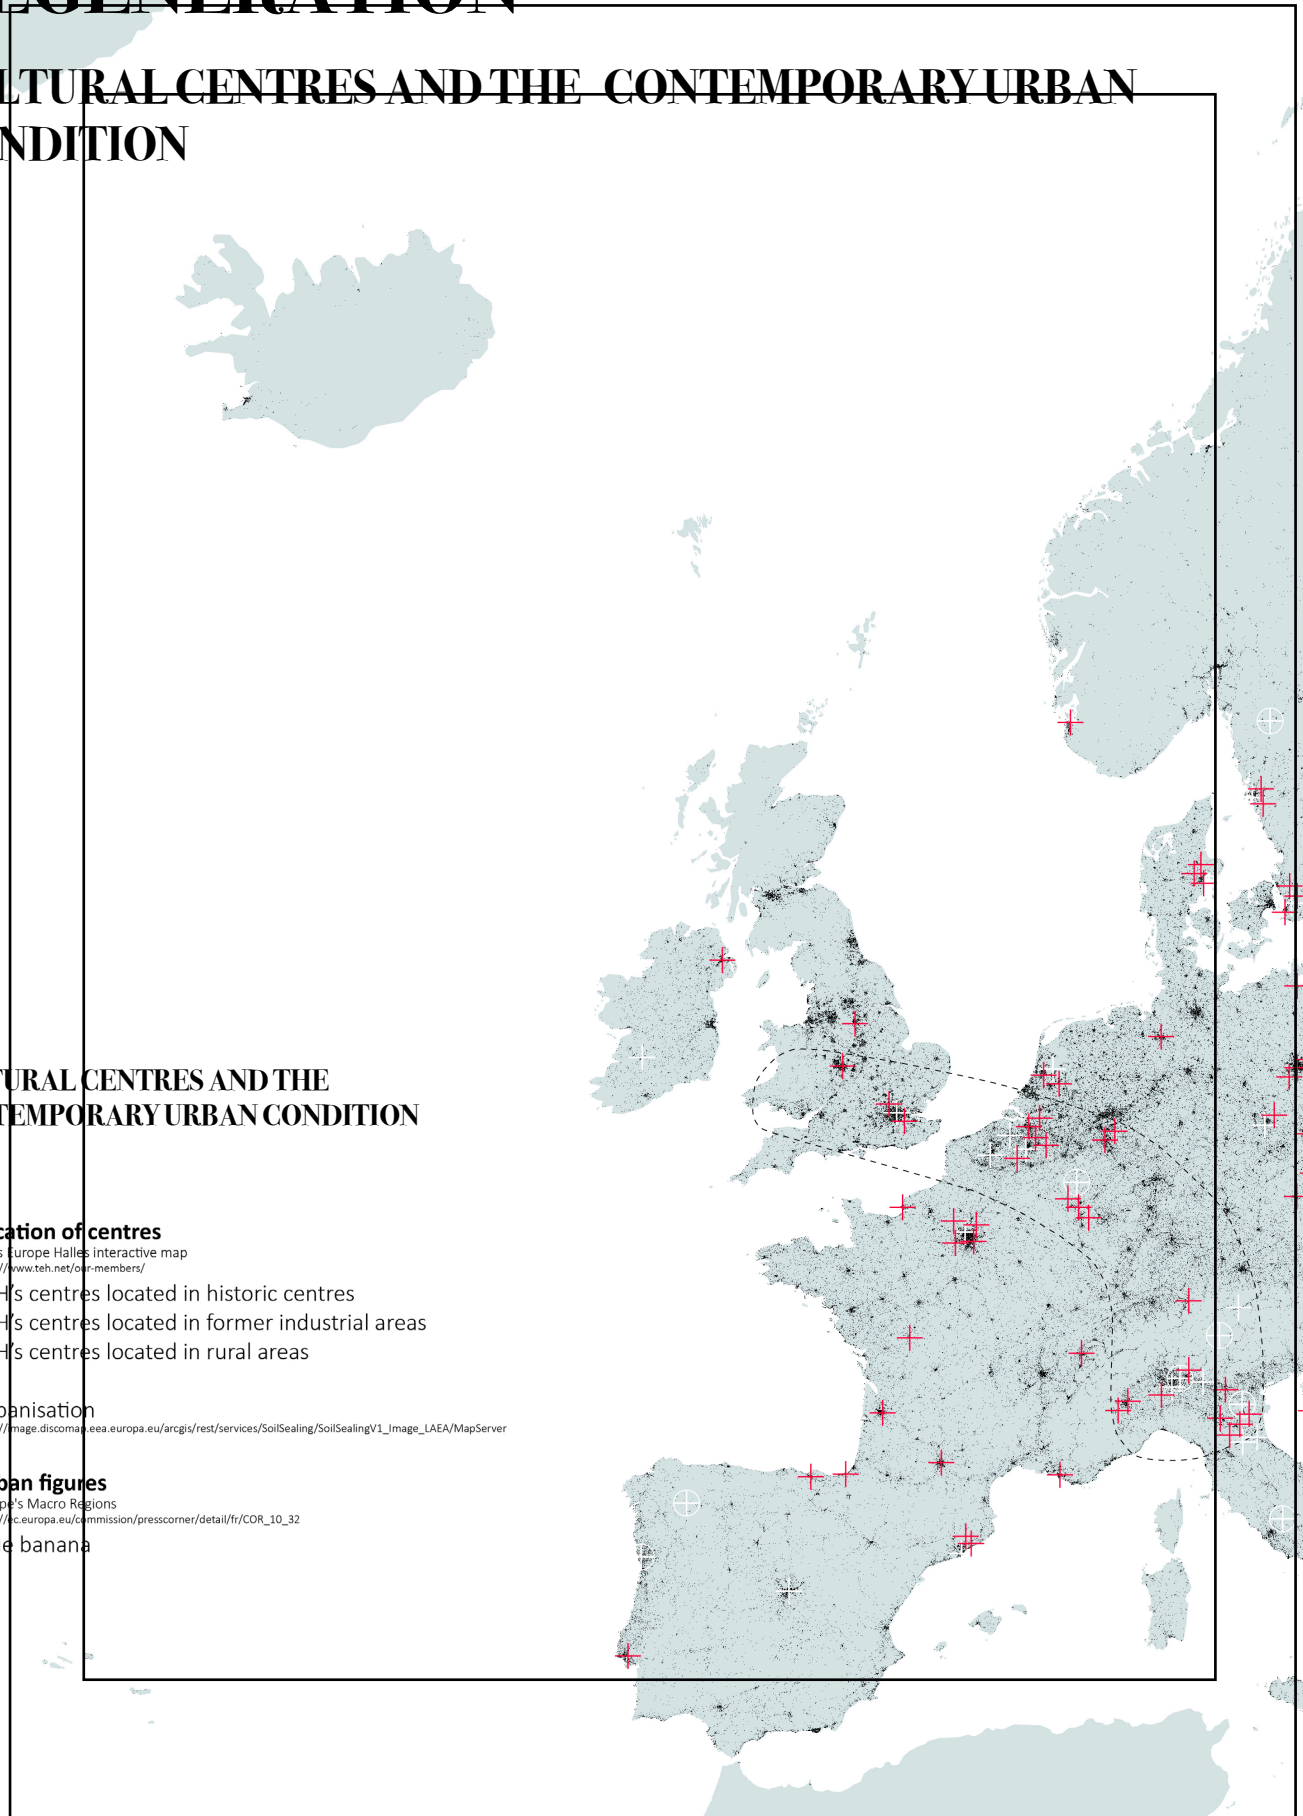 EGENERATION
LTURAL CENTRES AND THE CONTEMPORARY URBAN
NDITION
TURAL CENTRES AND THE
TEMPORARY URBAN CONDITION
cation of centres
s Europe Halles interactive map
//www.teh.net/our-members/
H's centres located in historic centres
H's centres located in former industrial areas
H's centres located in rural areas
banisation
//image.discomap.eea.europa.eu/arcgis/rest/services/SoilSealing/SoilSealingV1_Image_LAEA/MapServer
ban figures
pe's Macro Regions
//ec.europa.eu/commission/presscorner/detail/fr/COR_10_32
e banana